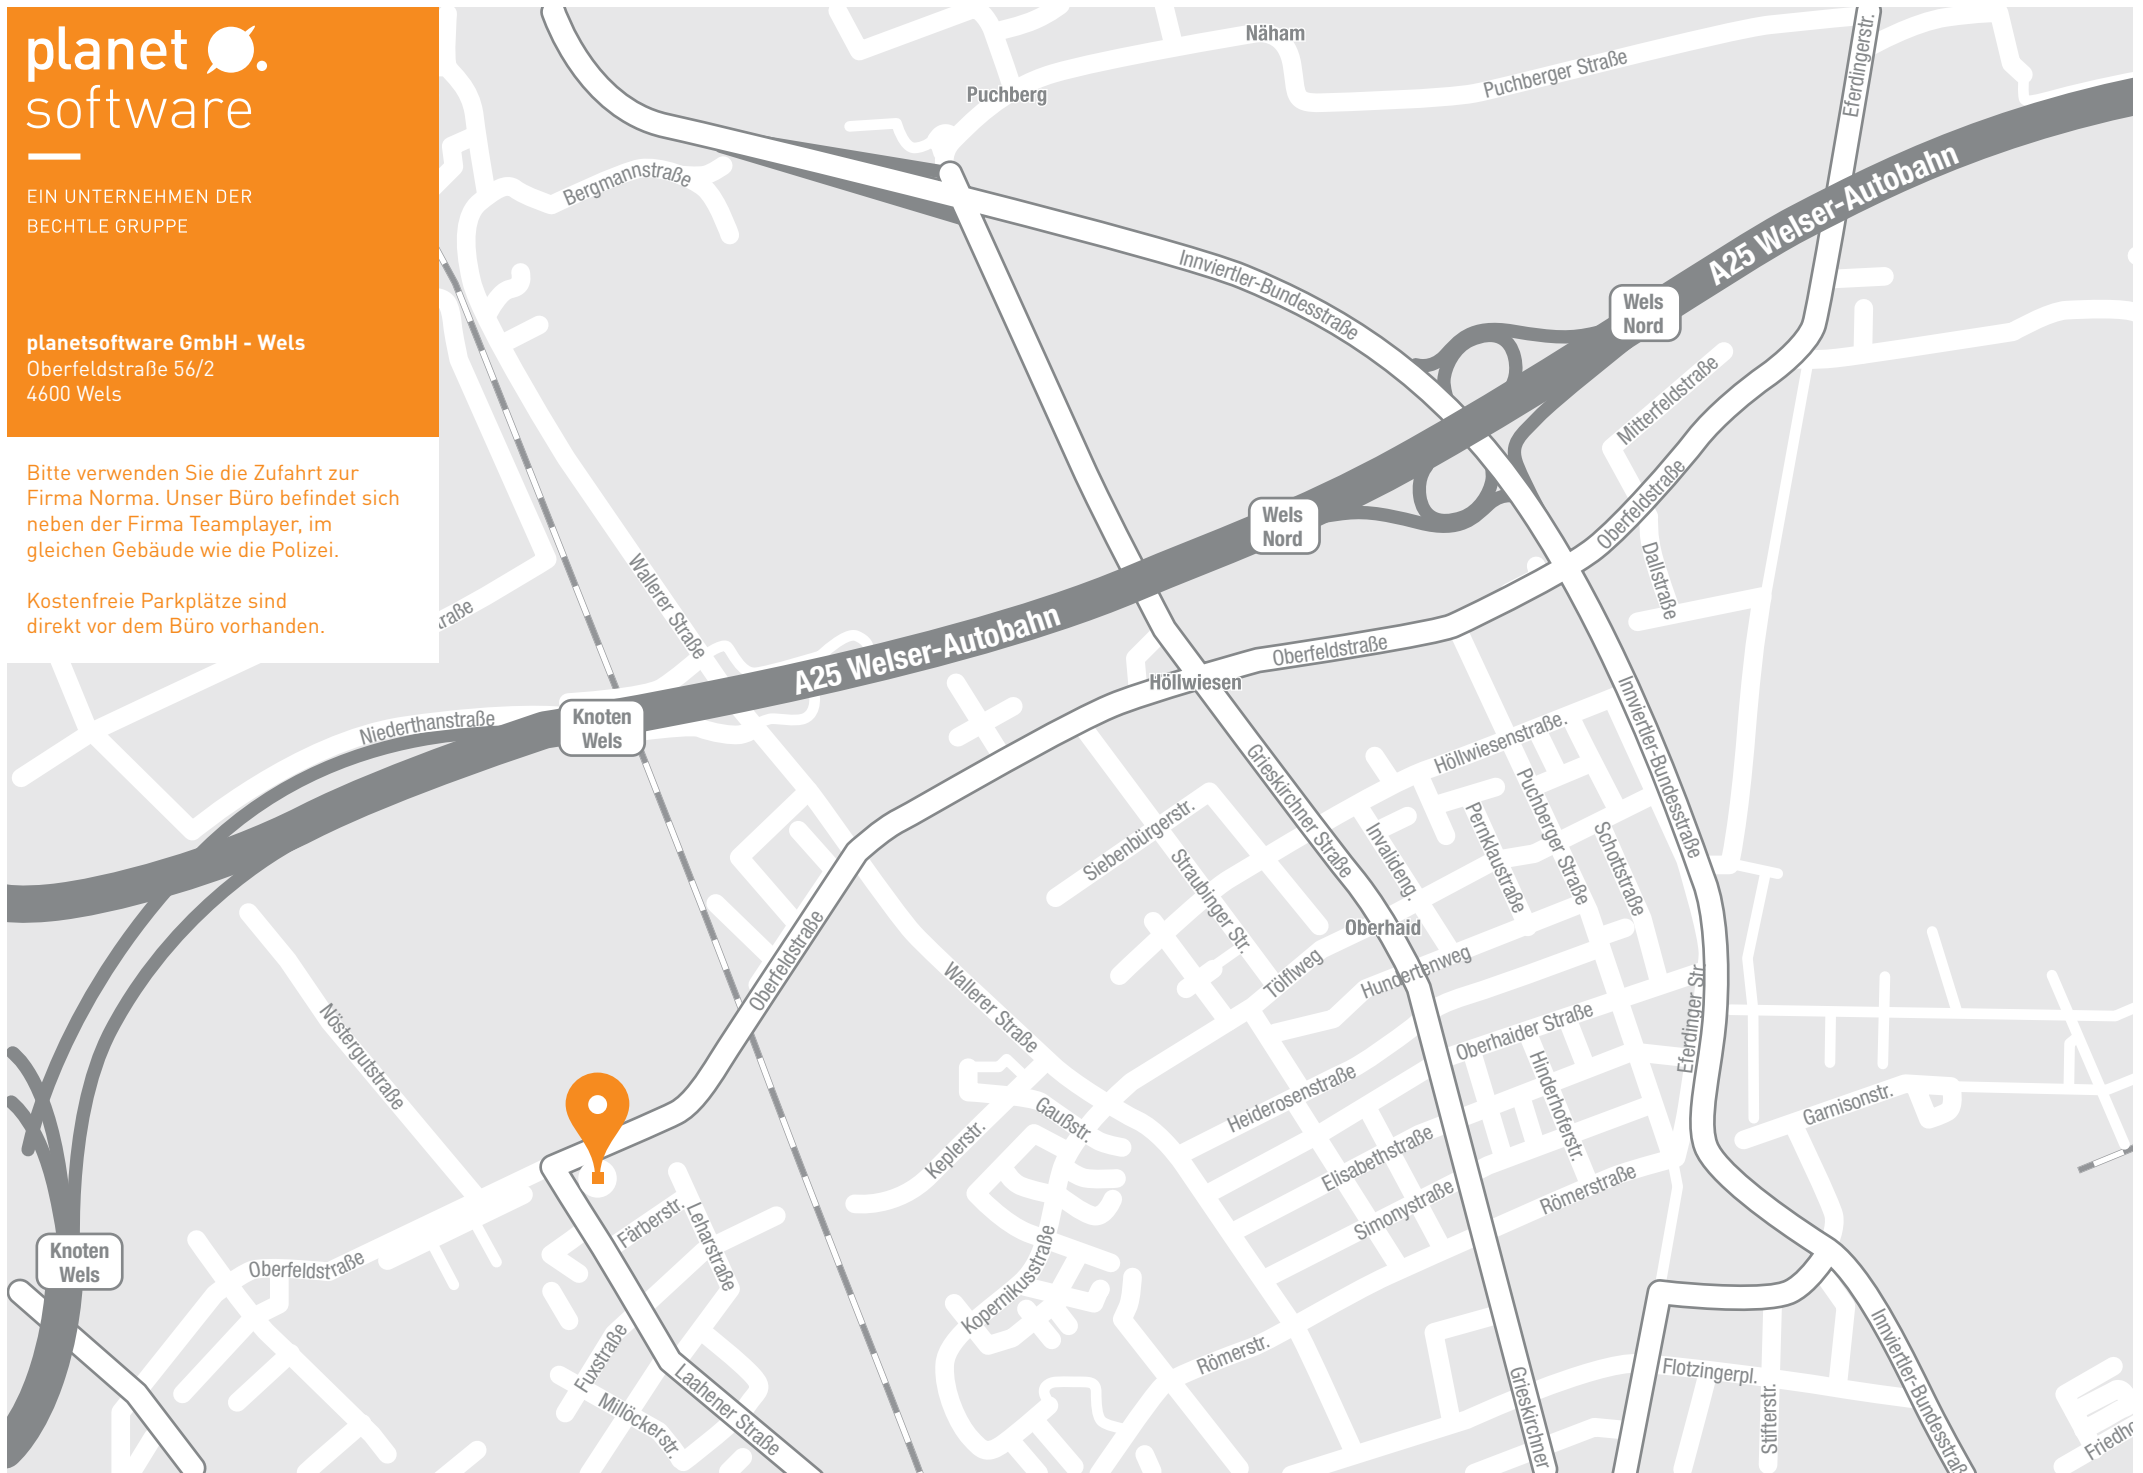 planet
software
EIN UNTERNEHMEN DER
BECHTLE GRUPPE
planetsoftware GmbH - Wels
Oberfeldstraße 56/2
4600 Wels
Bitte verwenden Sie die Zufahrt zur
Firma Norma. Unser Büro befindet sich
neben der Firma Teamplayer, im
gleichen Gebäude wie die Polizei.
Kostenfreie Parkplätze sind
direkt vor dem Büro vorhanden.
Näham
Puchberg
Puchberger Straße
Eferdingerstr.
Bergmannstraße
A25 Welser-Autobahn
Innviertler-Bundesstraße
Wels
Nord
Mitterfeldstraße
Oberfeldstraße
Wels
Nord
Dallstraße
Wallerer Straße
raße
A25 Welser-Autobahn
Oberfeldstraße
Höllwiesen
Niederthanstraße
Knoten
Wels
Innviertler-Bundesstraße
Höllwiesenstraße.
Grieskirchner Straße
Siebenbürgerstr.
Straubinger Str.
Invalideng.
Pernklaustraße
Puchberger Straße
Schottstraße
Oberhaid
Oberfeldstraße
Wallerer Straße
Tölflweg
Hundertenweg
Eferdinger Str.
Oberhaider Straße
Nöstergutstraße
Heiderosenstraße
Hinderhoferstr.
Gaußstr.
Keplerstr.
Garnisonstr.
Elisabethstraße
Simonystraße
Römerstraße
Färberstr.
Leharstraße
Kopernikusstraße
Knoten
Wels
Oberfeldstraße
Fuxstraße
Millöckerstr.
Laahener Straße
Römerstr.
Grieskirchner
Flotzingerpl.
Stifterstr.
Innviertler-Bundesstraß
Friedho